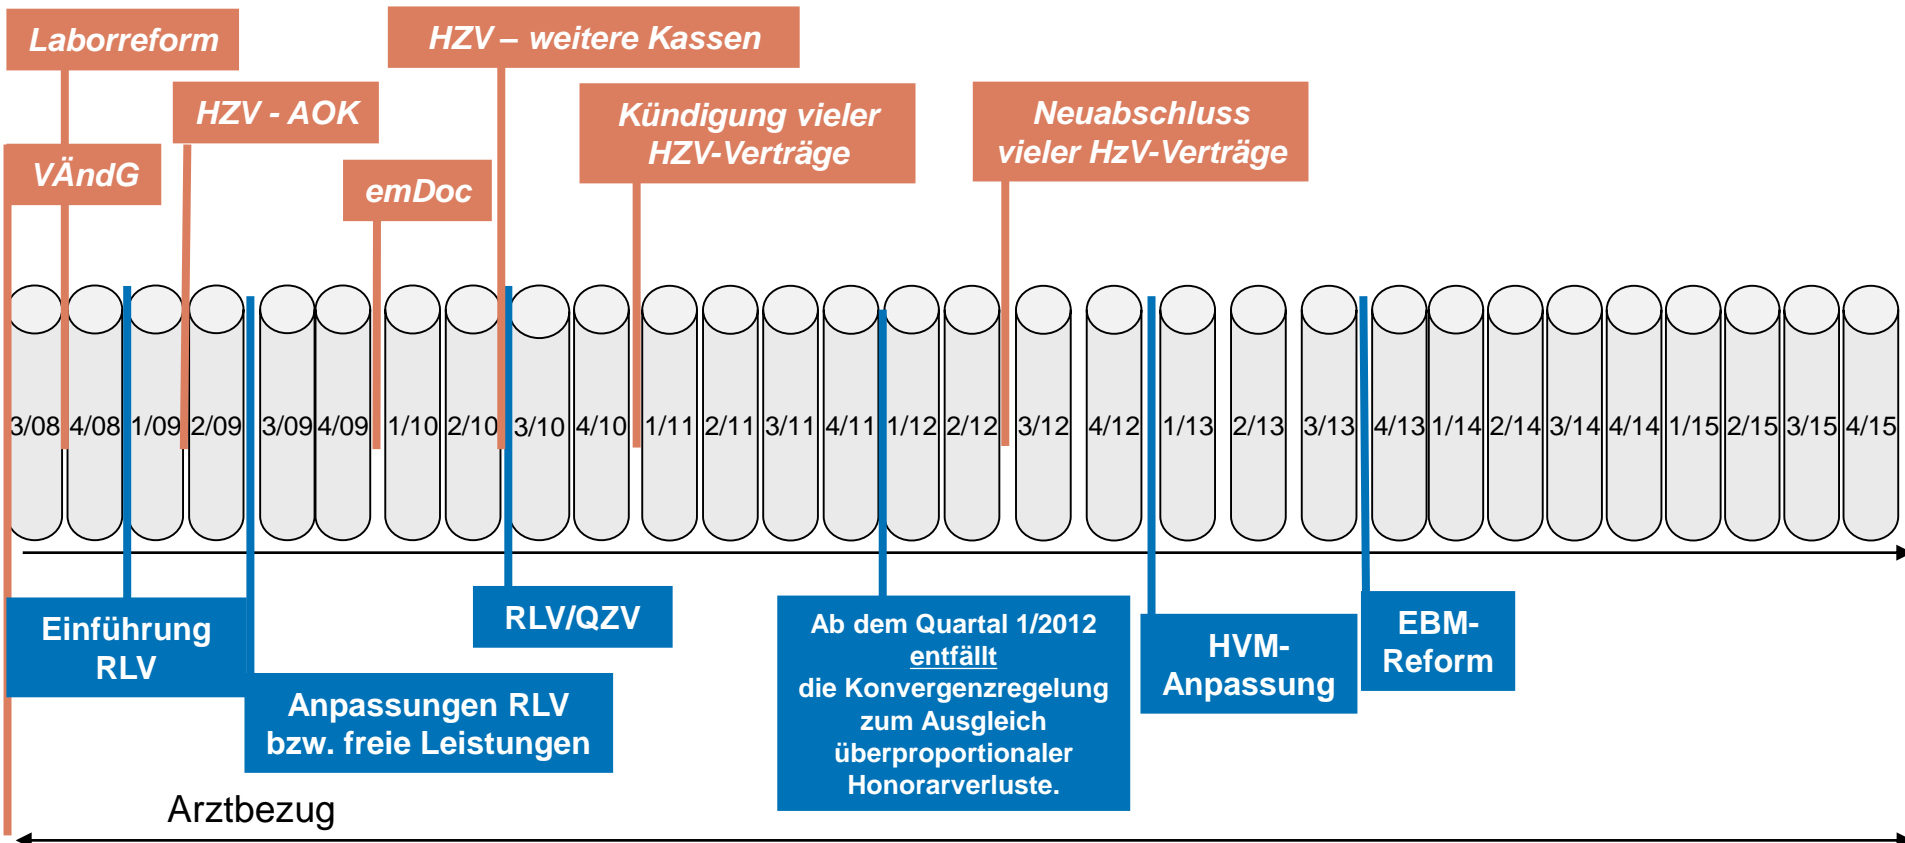 Laborreform
HZV – weitere Kassen
HZV - AOK
Kündigung vieler
HZV-Verträge
Neuabschluss
vieler HzV-Verträge
VÄndG
emDoc
3/08 4/08 1/09 2/09 3/09 4/09 1/10 2/10 3/10 4/10 1/11 2/11 3/11 4/11 1/12 2/12 3/12 4/12 1/13 2/13 3/13 4/13 1/14 2/14 3/14 4/14 1/15 2/15 3/15 4/15
Einführung
RLV
Anpassungen RLV
bzw. freie Leistungen
RLV/QZV
Ab dem Quartal 1/2012
entfällt
die Konvergenzregelung
zum Ausgleich
überproportionaler
Honorarverluste.
HVM-
Anpassung
EBM-
Reform
Arztbezug